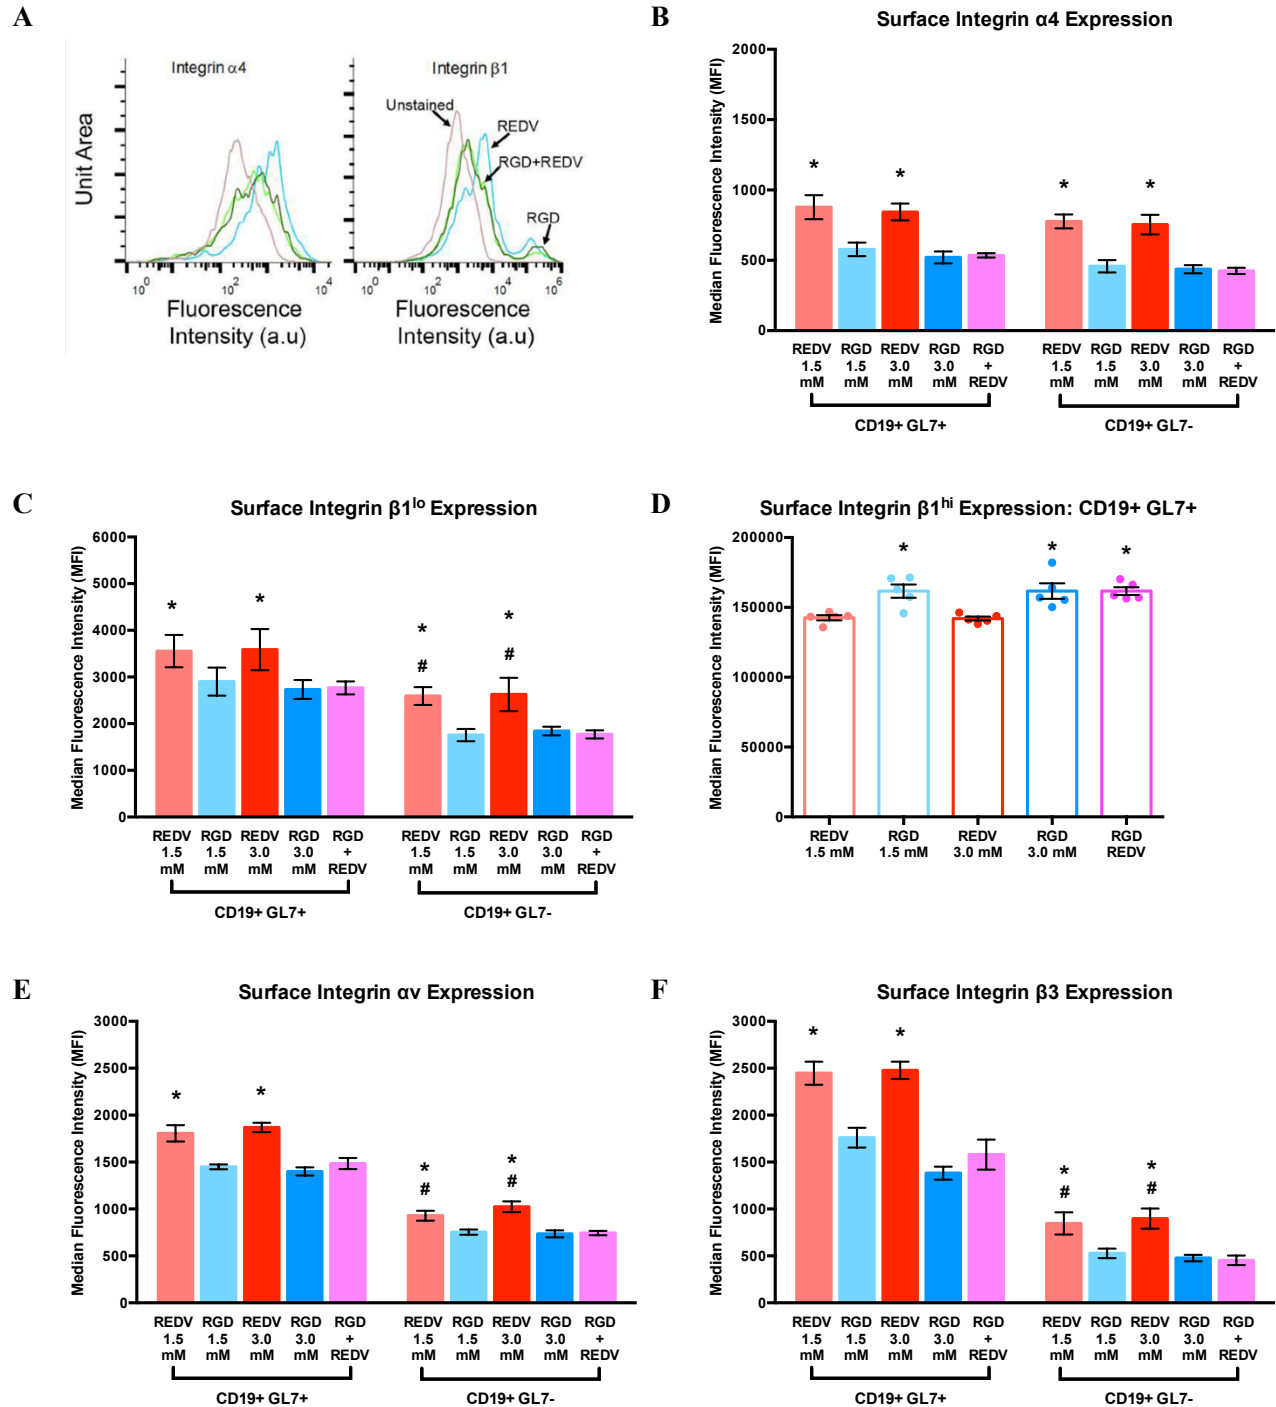 A
Integrin α4
Integrin β1
Unstained
REDV
RGD+REDV
RGD
Unit Area
10^0
10^2
10^4
10^0
10^2
10^4
10^6
Fluorescence
Intensity (a.u)
Fluorescence
Intensity (a.u)
B
Surface Integrin α4 Expression
Median Fluorescence Intensity (MFI)
2000
1500
1000
500
0
* * * *
REDV 1.5 mM
RGD 1.5 mM
REDV 3.0 mM
RGD 3.0 mM
RGD + REDV
REDV 1.5 mM
RGD 1.5 mM
REDV 3.0 mM
RGD 3.0 mM
RGD + REDV
CD19+ GL7+
CD19+ GL7-
C
Surface Integrin β1^lo Expression
Median Fluorescence Intensity (MFI)
6000
5000
4000
3000
2000
1000
0
* * * *
# #
REDV 1.5 mM
RGD 1.5 mM
REDV 3.0 mM
RGD 3.0 mM
RGD + REDV
REDV 1.5 mM
RGD 1.5 mM
REDV 3.0 mM
RGD 3.0 mM
RGD + REDV
CD19+ GL7+
CD19+ GL7-
D
Surface Integrin β1^hi Expression: CD19+ GL7+
Median Fluorescence Intensity (MFI)
200000
150000
100000
50000
0
* * *
REDV 1.5 mM
RGD 1.5 mM
REDV 3.0 mM
RGD 3.0 mM
RGD REDV
E
Surface Integrin αv Expression
Median Fluorescence Intensity (MFI)
3000
2500
2000
1500
1000
500
0
* * * *
# #
REDV 1.5 mM
RGD 1.5 mM
REDV 3.0 mM
RGD 3.0 mM
RGD + REDV
REDV 1.5 mM
RGD 1.5 mM
REDV 3.0 mM
RGD 3.0 mM
RGD + REDV
CD19+ GL7+
CD19+ GL7-
F
Surface Integrin β3 Expression
Median Fluorescence Intensity (MFI)
3000
2500
2000
1500
1000
500
0
* * * *
# #
REDV 1.5 mM
RGD 1.5 mM
REDV 3.0 mM
RGD 3.0 mM
RGD + REDV
REDV 1.5 mM
RGD 1.5 mM
REDV 3.0 mM
RGD 3.0 mM
RGD + REDV
CD19+ GL7+
CD19+ GL7-